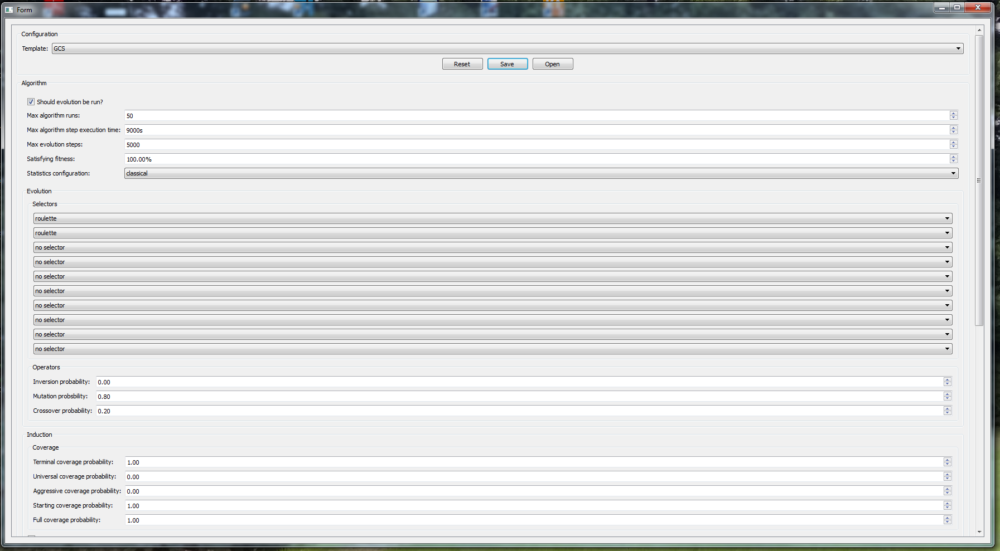 Form
Configuration
Template: GCS
Reset Save Open
Algorithm
Should evolution be run?
Max algorithm runs: 50
Max algorithm step execution time: 9000s
Max evolution steps: 5000
Satisfying fitness: 100.00%
Statistics configuration: classical
Evolution
Selectors
roulette
roulette
no selector
no selector
no selector
no selector
no selector
no selector
no selector
no selector
Operators
Inversion probability: 0.00
Mutation probsbility: 0.80
Crossover probability: 0.20
Induction
Coverage
Terminal coverage probability: 1.00
Universal coverage probability: 0.00
Aggressive coverage probability: 0.00
Starting coverage probability: 1.00
Full coverage probability: 1.00